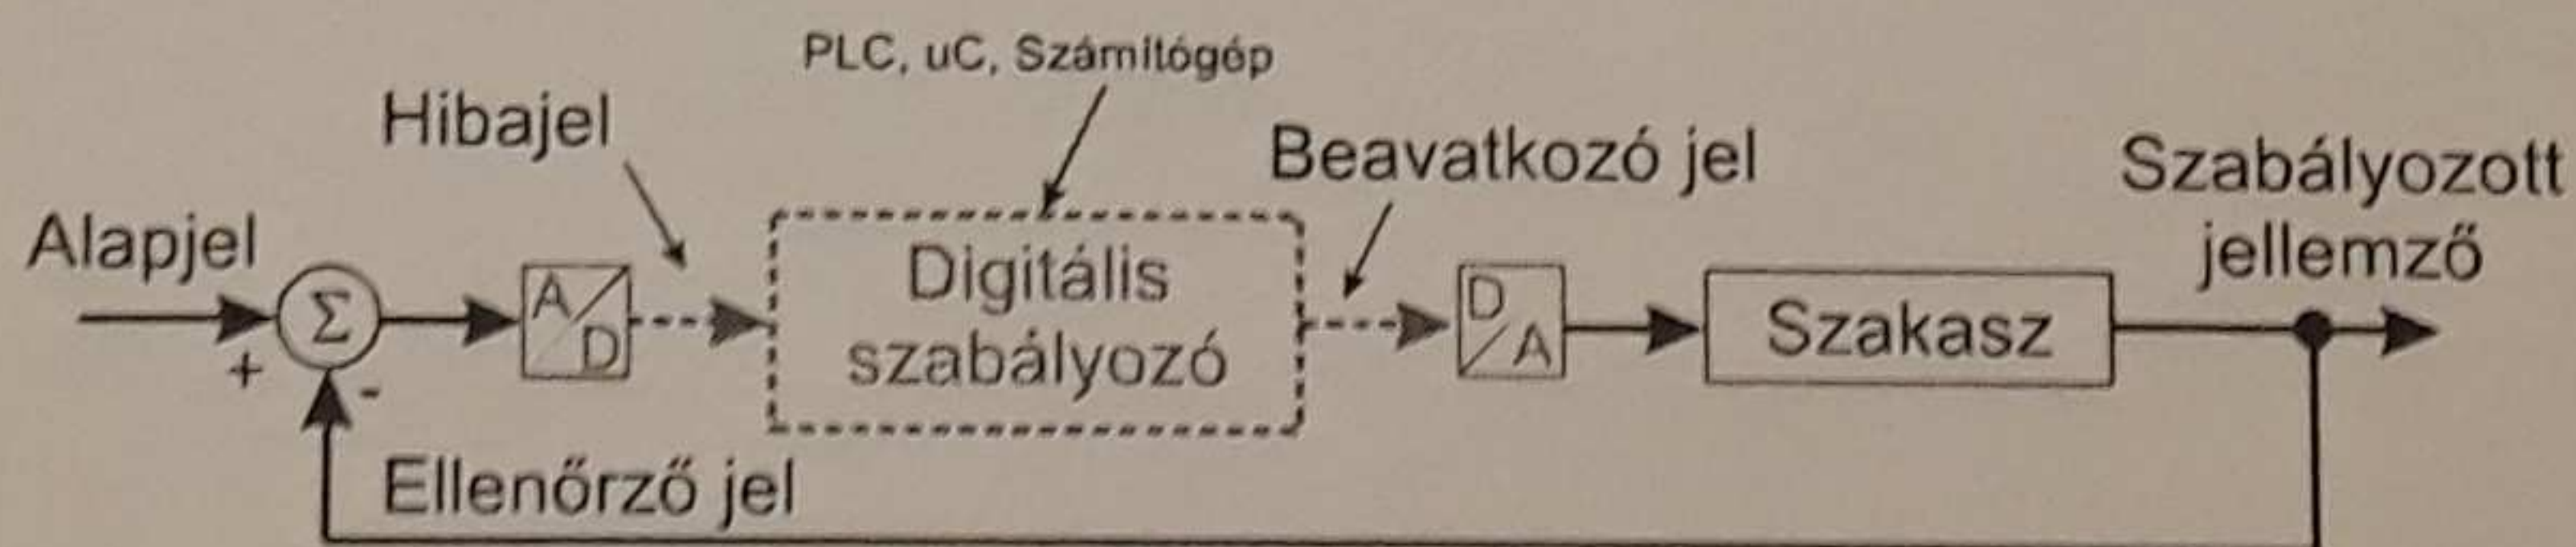 PLC, uC, Számítógép
Hibajel
Beavatkozó jel
Szabályozott
jellemző
Alapjel
Σ
+
-
A/D
Digitális
szabályozó
D/A
Szakasz
Ellenőrző jel